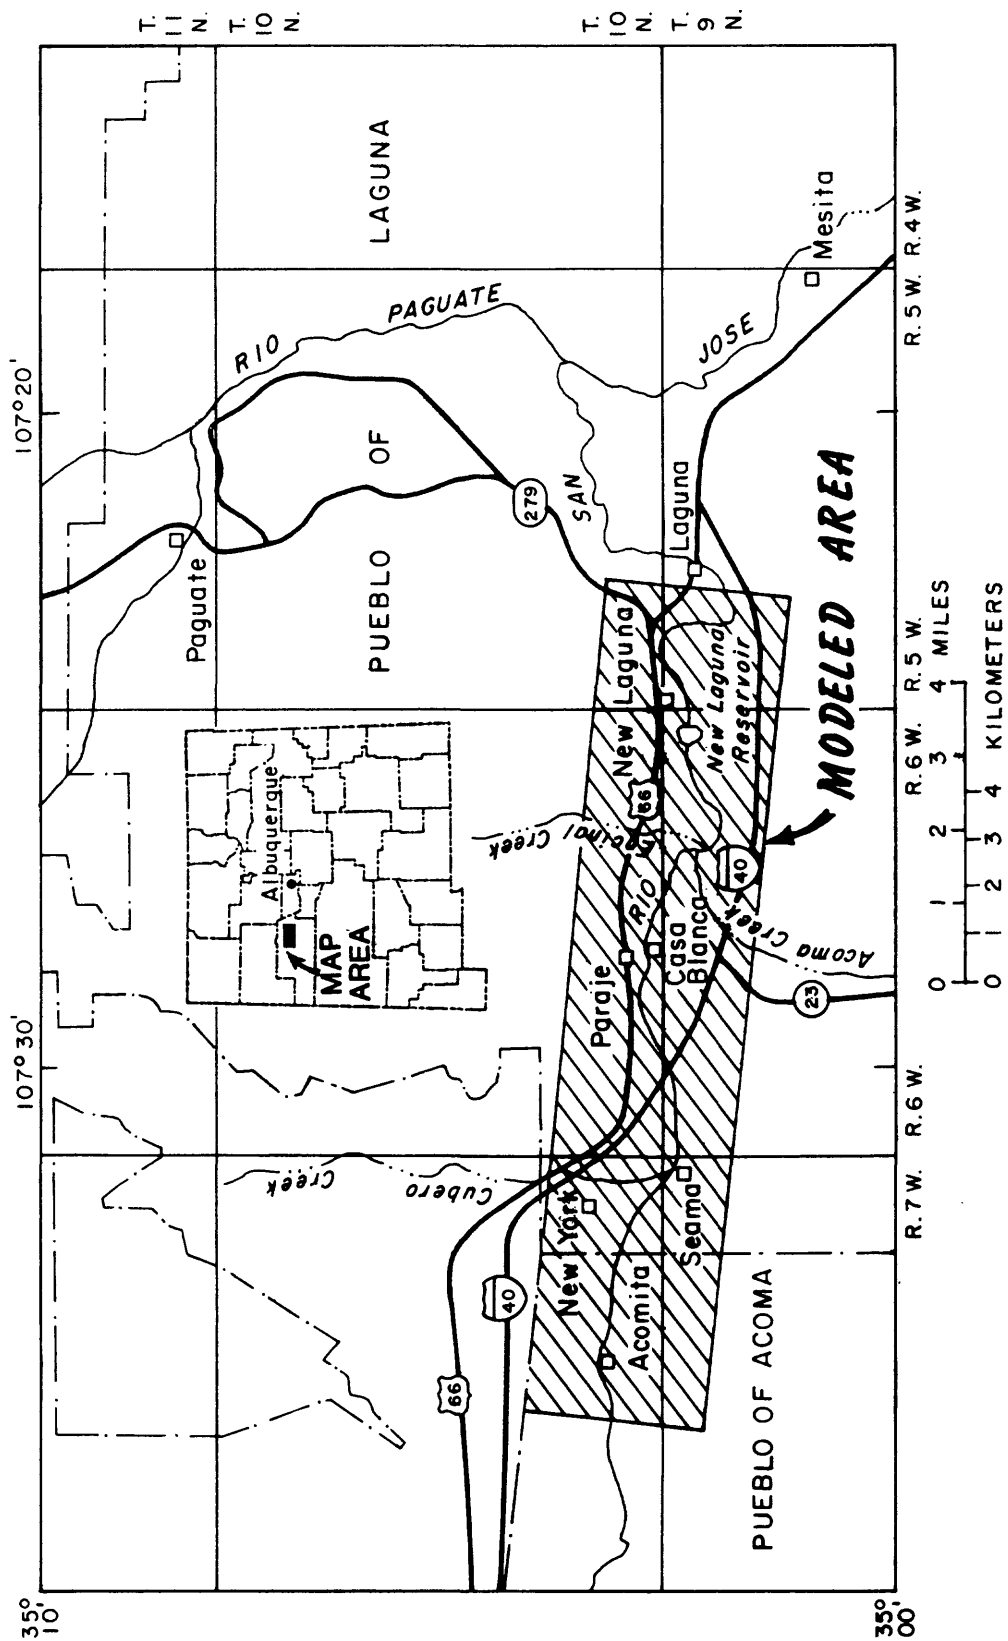 107°30'
107°20'
35°
10'
T.
11
N.
T.
10
N.
Paguate
RIO
PAGUATE
LAGUNA
PUEBLO OF
Albuquerque
MAP
AREA
Cubero Creek
279
66
40
SAN
JOSE
T.
10
N.
T.
9
N.
New York
Acomita
Seama
Paraje
RIO
Casa
Blanca
66
Creek
New Laguna
New Laguna
Reservoir
Laguna
Mesita
40
Acoma Creek
23
PUEBLO OF ACOMA
MODELED AREA
35°
00'
R. 7 W.
R. 6 W.
R. 6 W.
R. 5 W.
R. 5 W.
R. 4 W.
0 1 2 3 4 MILES
0 1 2 3 4 KILOMETERS